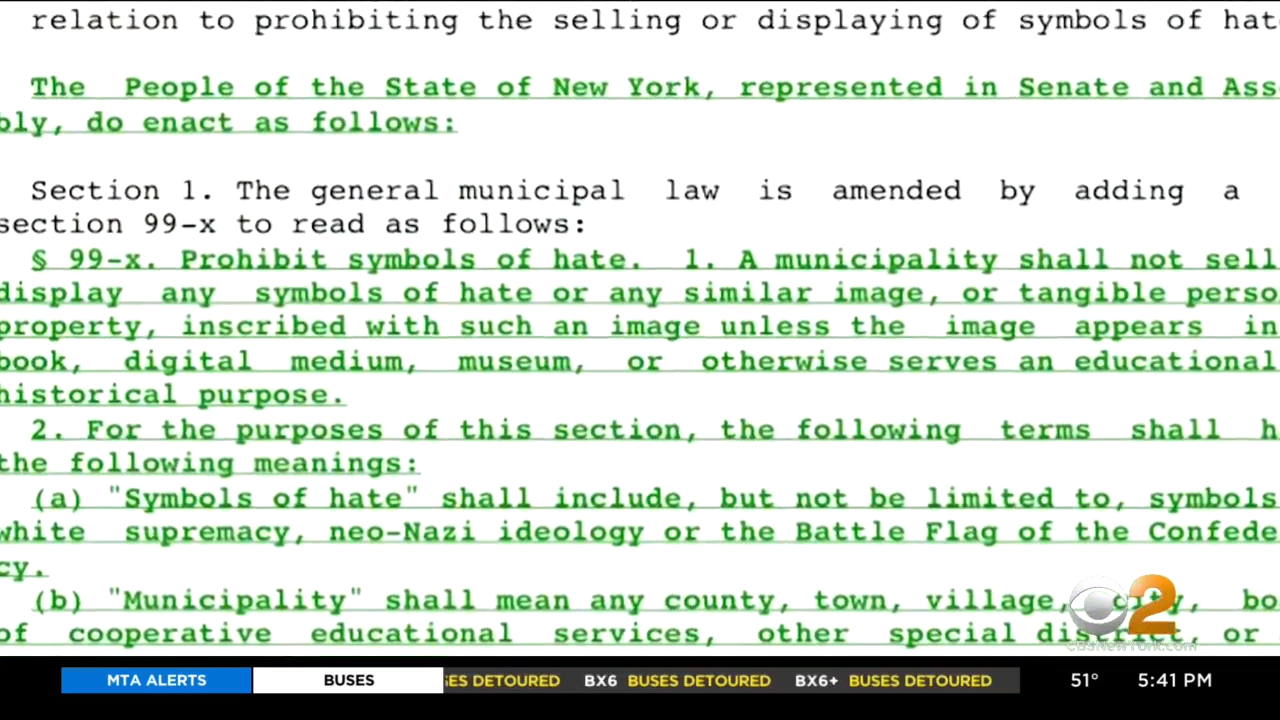 relation to prohibiting the selling or displaying of symbols of hat
The People of the State of New York, represented in Senate and Ass
bly, do enact as follows:
Section 1. The general municipal law is amended by adding a
section 99-x to read as follows:
§ 99-x. Prohibit symbols of hate. 1. A municipality shall not sell
display any symbols of hate or any similar image, or tangible perso
property, inscribed with such an image unless the image appears in
book, digital medium, museum, or otherwise serves an educational
historical purpose.
2. For the purposes of this section, the following terms shall h
the following meanings:
(a) "Symbols of hate" shall include, but not be limited to, symbols
white supremacy, neo-Nazi ideology or the Battle Flag of the Confede
cy.
(b) "Municipality" shall mean any county, town, village, city, bo
of cooperative educational services, other special district, or
2
CBSNewYork.com
MTA ALERTS BUSES ES DETOURED BX6 BUSES DETOURED BX6+ BUSES DETOURED 51° 5:41 PM